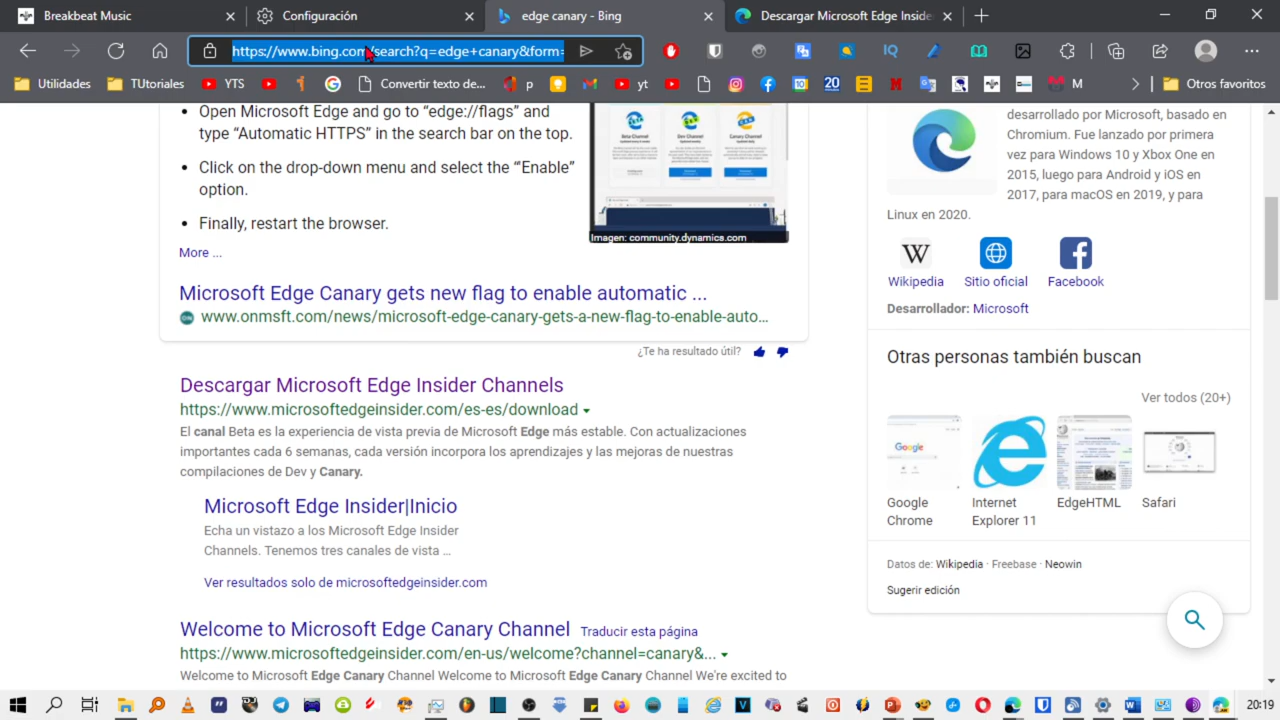 Breakbeat Music
Configuración
edge canary - Bing
Descargar Microsoft Edge Inside
https://www.bing.com/search?q=edge+canary&form=
IQ
Utilidades
TUtoriales
YTS
Convertir texto de...
p
yt
20
M
Otros favoritos
Open Microsoft Edge and go to “edge://flags” and
type “Automatic HTTPS” in the search bar on the top.
Click on the drop-down menu and select the “Enable”
option.
Finally, restart the browser.
More ...
Beta Channel
Dev Channel
Canary Channel
Imagen: community.dynamics.com
Microsoft Edge Canary gets new flag to enable automatic ...
ON
www.onmsft.com/news/microsoft-edge-canary-gets-a-new-flag-to-enable-auto...
¿Te ha resultado útil?
Descargar Microsoft Edge Insider Channels
https://www.microsoftedgeinsider.com/es-es/download
El canal Beta es la experiencia de vista previa de Microsoft Edge más estable. Con actualizaciones
importantes cada 6 semanas, cada versión incorpora los aprendizajes y las mejoras de nuestras
compilaciones de Dev y Canary.
Microsoft Edge Insider|Inicio
Echa un vistazo a los Microsoft Edge Insider
Channels. Tenemos tres canales de vista ...
Ver resultados solo de microsoftedgeinsider.com
Welcome to Microsoft Edge Canary Channel Traducir esta página
https://www.microsoftedgeinsider.com/en-us/welcome?channel=canary&...
Welcome to Microsoft Edge Canary Channel Welcome to Microsoft Edge Canary Channel We're excited to
desarrollado por Microsoft, basado en
Chromium. Fue lanzado por primera
vez para Windows 10 y Xbox One en
2015, luego para Android y iOS en
2017, para macOS en 2019, y para
Linux en 2020.
W
Wikipedia
Sitio oficial
Facebook
Desarrollador: Microsoft
Otras personas también buscan
Ver todos (20+)
Google
Google
Chrome
Internet
Explorer 11
EdgeHTML
Safari
Datos de: Wikipedia · Freebase · Neowin
Sugerir edición
20:19